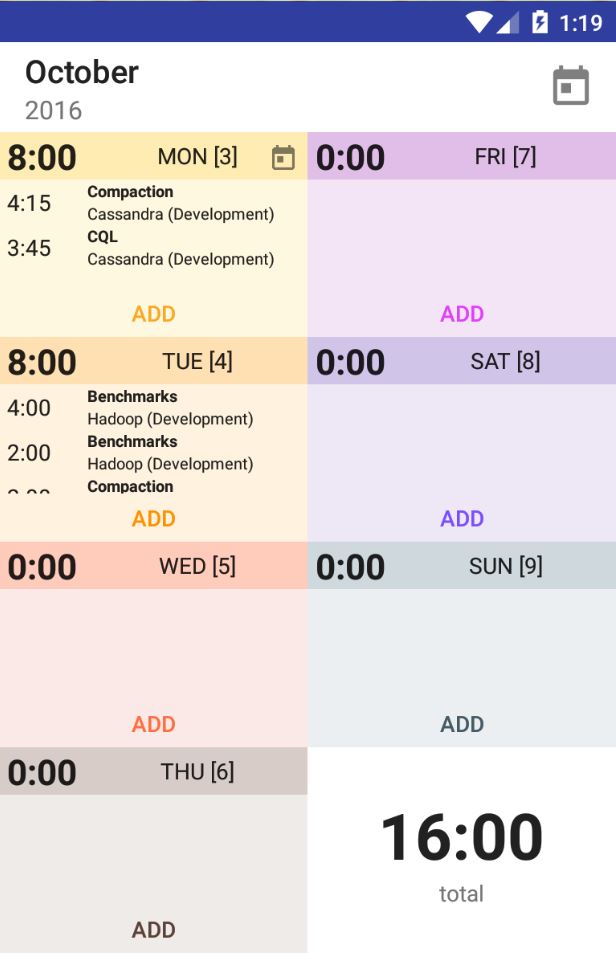 1:19
October
2016
8:00 MON [3]
4:15 Compaction
Cassandra (Development)
3:45 CQL
Cassandra (Development)
ADD
8:00 TUE [4]
4:00 Benchmarks
Hadoop (Development)
2:00 Benchmarks
Hadoop (Development)
Compaction
ADD
0:00 WED [5]
ADD
0:00 THU [6]
ADD
0:00 FRI [7]
ADD
0:00 SAT [8]
ADD
0:00 SUN [9]
ADD
16:00
total